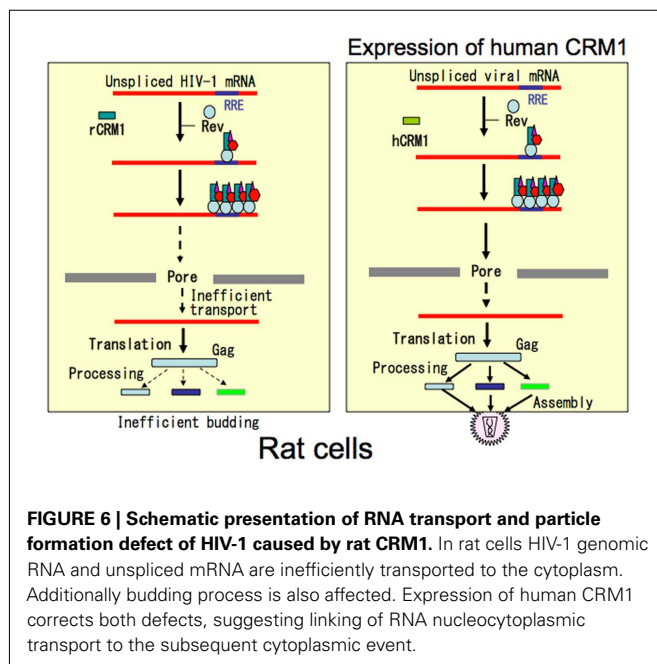 Expression of human CRM1
Unspliced HIV-1 mRNA
RRE
rCRM1
Rev
Pore
Inefficient
transport
Translation
Gag
Processing
Inefficient budding
Unspliced viral mRNA
RRE
hCRM1
Rev
Pore
Translation
Gag
Processing
Assembly
Rat cells
FIGURE 6 | Schematic presentation of RNA transport and particle
formation defect of HIV-1 caused by rat CRM1. In rat cells HIV-1 genomic
RNA and unspliced mRNA are inefficiently transported to the cytoplasm.
Additionally budding process is also affected. Expression of human CRM1
corrects both defects, suggesting linking of RNA nucleocytoplasmic
transport to the subsequent cytoplasmic event.